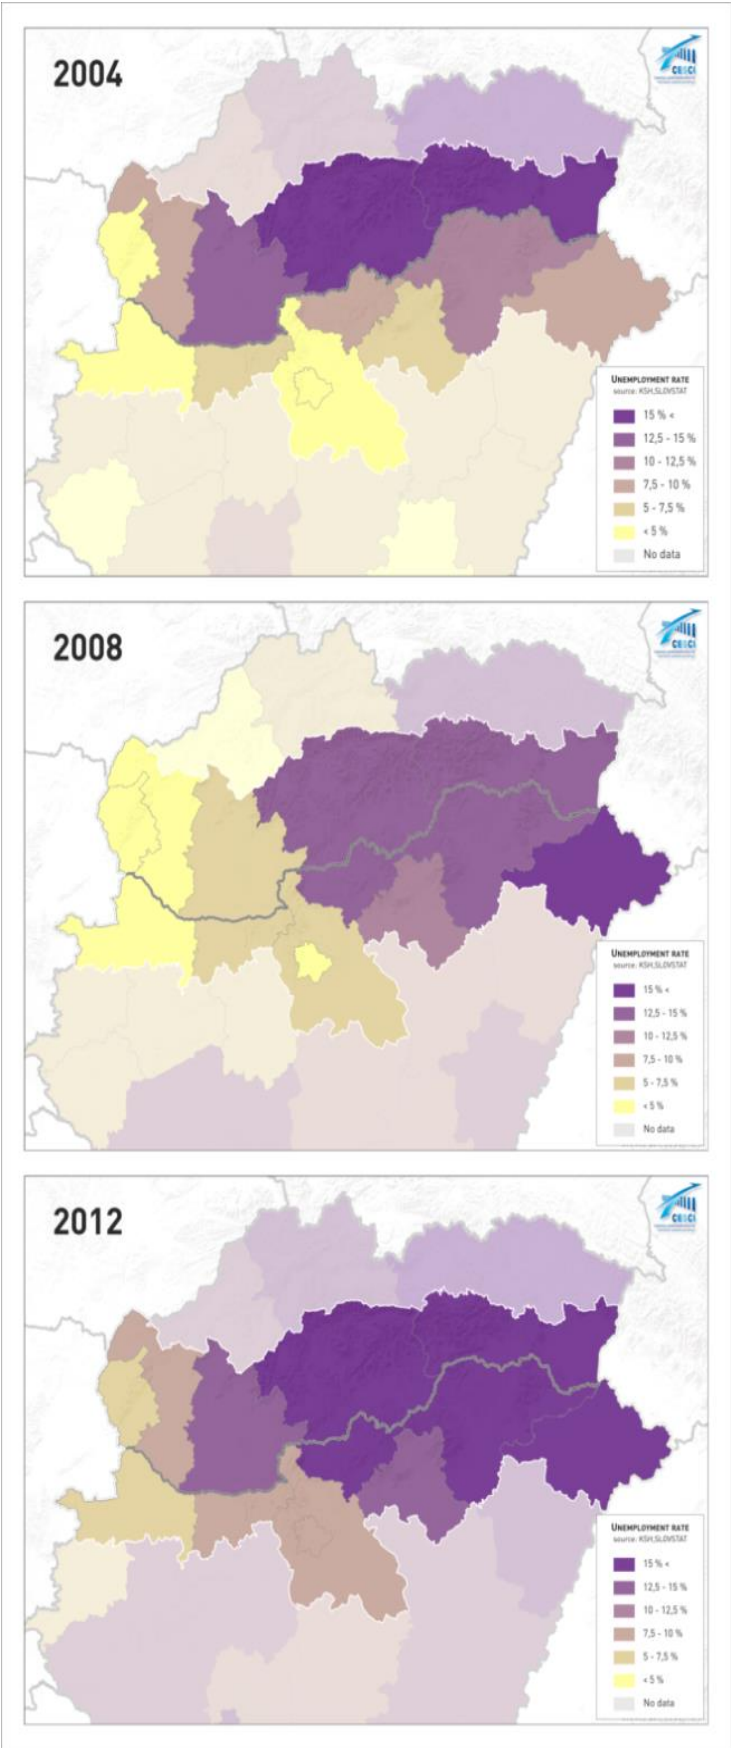 2004
CESCI
UNEMPLOYMENT RATE
source: KSH,SLOVSTAT
15 % <
12,5 - 15 %
10 - 12,5 %
7,5 - 10 %
5 - 7,5 %
< 5 %
No data
2008
CESCI
UNEMPLOYMENT RATE
source: KSH,SLOVSTAT
15 % <
12,5 - 15 %
10 - 12,5 %
7,5 - 10 %
5 - 7,5 %
< 5 %
No data
2012
CESCI
UNEMPLOYMENT RATE
source: KSH,SLOVSTAT
15 % <
12,5 - 15 %
10 - 12,5 %
7,5 - 10 %
5 - 7,5 %
< 5 %
No data